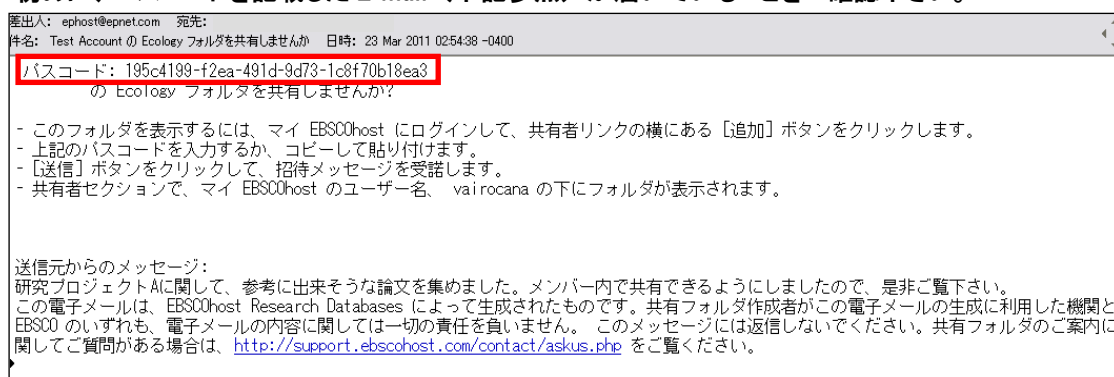 差出人: ephost@epnet.com 宛先:
件名: Test Account の Ecology フォルダを共有しませんか 日時: 23 Mar 2011 02:54:38 -0400
パスコード: 195c4199-f2ea-491d-9d73-1c8f70b18ea3
の Ecology フォルダを共有しませんか?
- このフォルダを表示するには、マイ EBSCOhost にログインして、共有者リンクの横にある [追加] ボタンをクリックします。
- 上記のパスコードを入力するか、コピーして貼り付けます。
- [送信] ボタンをクリックして、招待メッセージを受諾します。
- 共有者セクションで、マイ EBSCOhost のユーザー名、 vairocana の下にフォルダが表示されます。
送信元からのメッセージ:
研究プロジェクトAに関して、参考に出来そうな論文を集めました。メンバー内で共有できるようにしましたので、是非ご覧下さい。
この電子メールは、EBSCOhost Research Databases によって生成されたものです。共有フォルダ作成者がこの電子メールの生成に利用した機関と
EBSCO のいずれも、電子メールの内容に関しては一切の責任を負いません。 このメッセージには返信しないでください。共有フォルダのご案内に
関してご質問がある場合は、http://support.ebscohost.com/contact/askus.php をご覧ください。